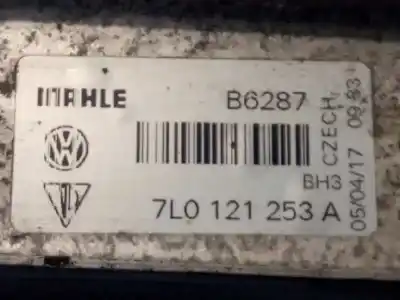 MAHLE B6287
BH3
7L0 121 253 A
CZECH
05/04/17 09:33